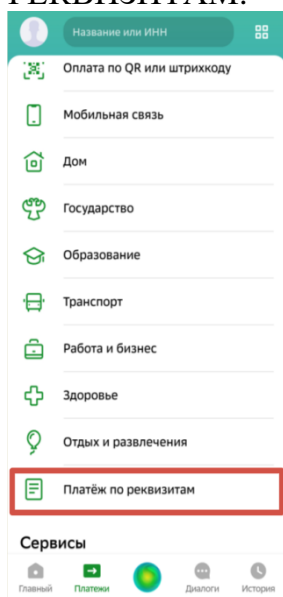 РЕКВИЗИТАМ:
Название или ИНН
Оплата по QR или штрихкоду
Мобильная связь
Дом
Государство
Образование
Транспорт
Работа и бизнес
Здоровье
Отдых и развлечения
Платёж по реквизитам
Сервисы
Главный Платежи Диалоги История